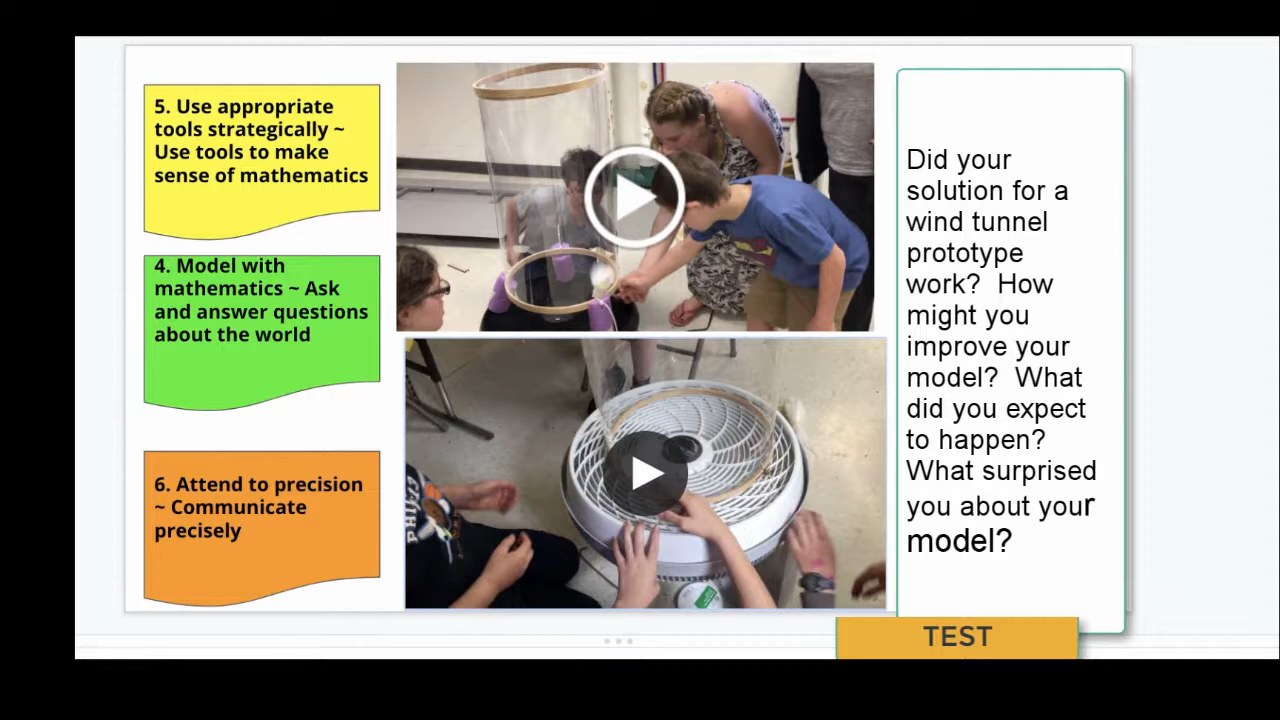 5. Use appropriate
tools strategically ~
Use tools to make
sense of mathematics
4. Model with
mathematics ~ Ask
and answer questions
about the world
6. Attend to precision
~ Communicate
precisely
PHILL
Did your
solution for a
wind tunnel
prototype
work? How
might you
improve your
model? What
did you expect
to happen?
What surprised
you about your
model?
TEST